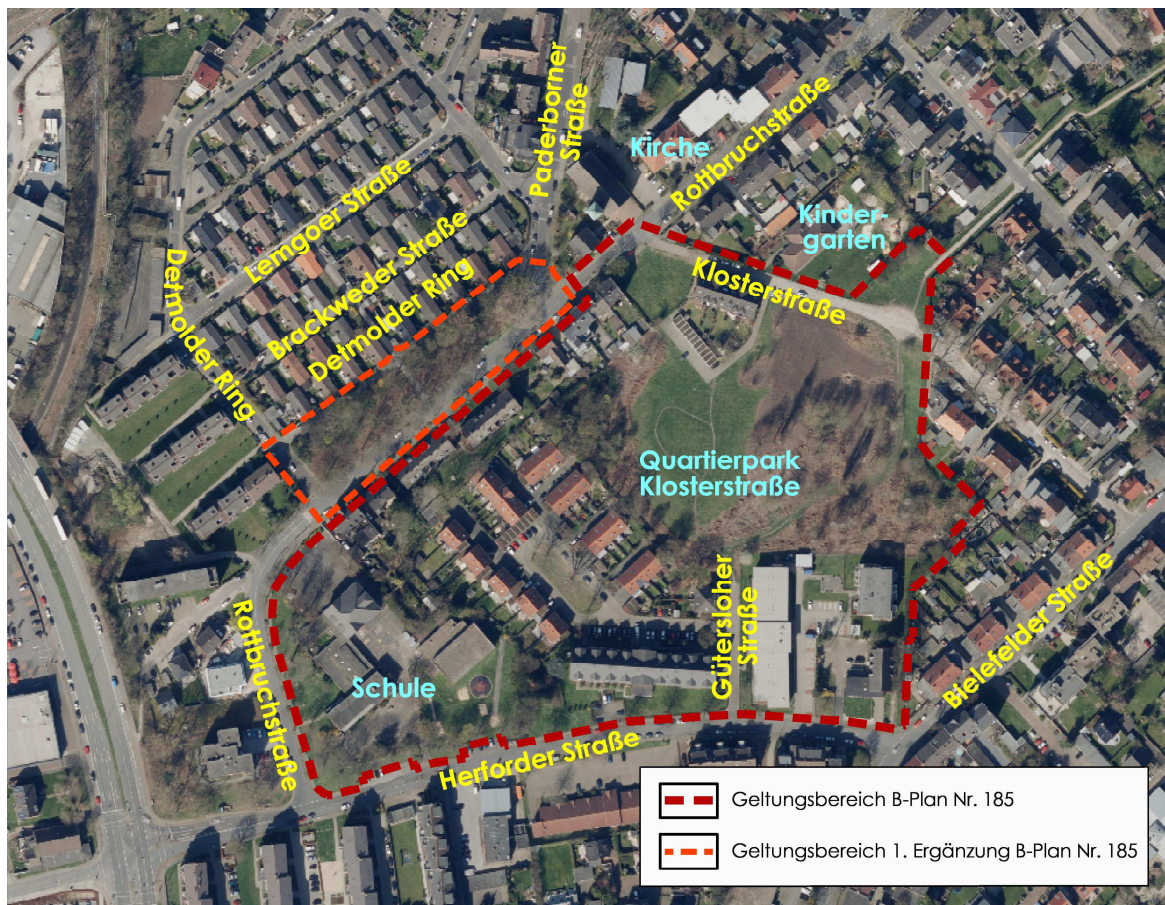 Paderborner
Straße
Kirche
Rottbruchstraße
Lemgoer Straße
Kinder-
garten
Brackweder Straße
Detmolder Ring
Detmolder Ring
Klosterstraße
Quartierpark
Klosterstraße
Gütersloher
Straße
Bielefelder Straße
Rottbruchstraße
Schule
Herforder Straße
Geltungsbereich B-Plan Nr. 185
Geltungsbereich 1. Ergänzung B-Plan Nr. 185